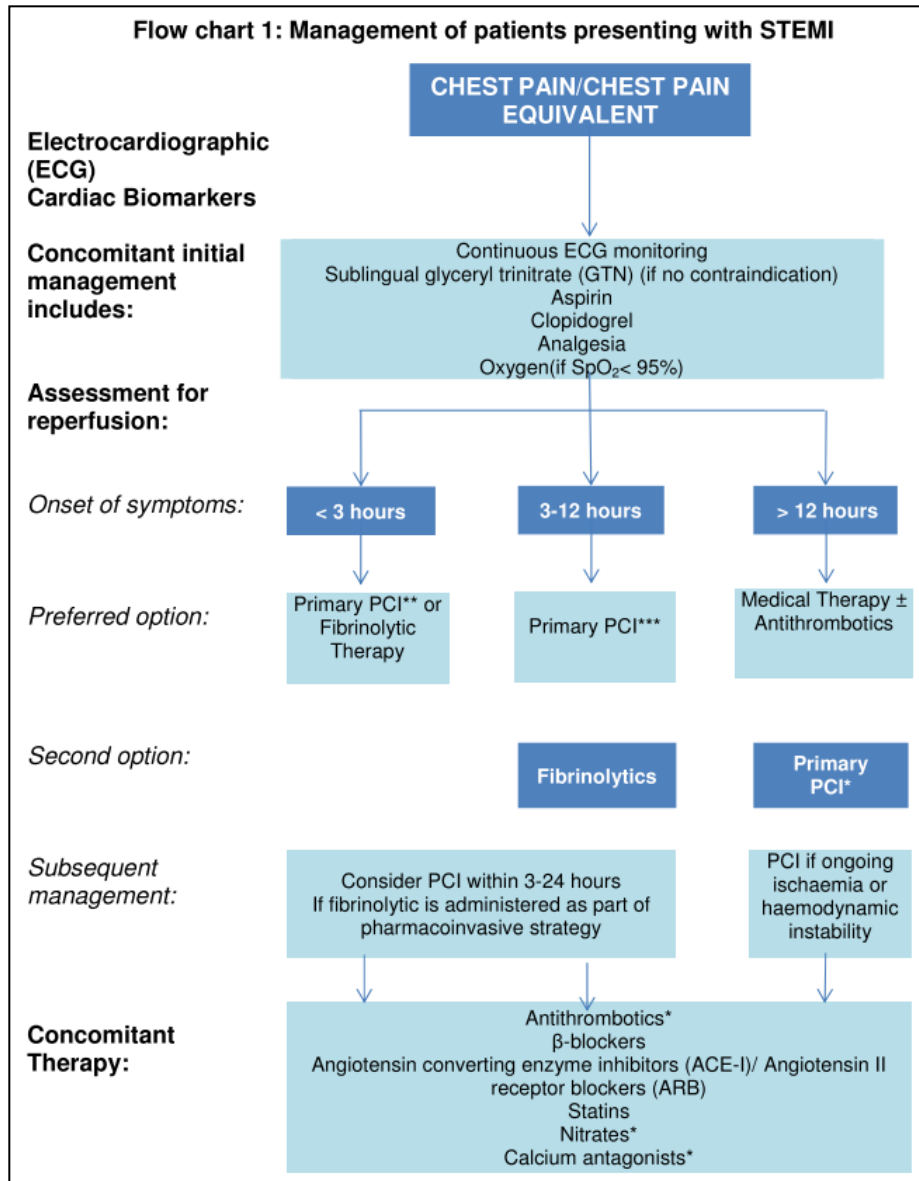 Flow chart 1: Management of patients presenting with STEMI
CHEST PAIN/CHEST PAIN
EQUIVALENT
Electrocardiographic
(ECG)
Cardiac Biomarkers
Concomitant initial
management
includes:
Continuous ECG monitoring
Sublingual glyceryl trinitrate (GTN) (if no contraindication)
Aspirin
Clopidogrel
Analgesia
Oxygen(if SpO₂< 95%)
Assessment for
reperfusion:
Onset of symptoms:
< 3 hours
3-12 hours
> 12 hours
Preferred option:
Primary PCI** or
Fibrinolytic
Therapy
Primary PCI***
Medical Therapy ±
Antithrombotics
Second option:
Fibrinolytics
Primary
PCI*
Subsequent
management:
Consider PCI within 3-24 hours
If fibrinolytic is administered as part of
pharmacoinvasive strategy
PCI if ongoing
ischaemia or
haemodynamic
instability
Concomitant
Therapy:
Antithrombotics*
β-blockers
Angiotensin converting enzyme inhibitors (ACE-I)/ Angiotensin II
receptor blockers (ARB)
Statins
Nitrates*
Calcium antagonists*